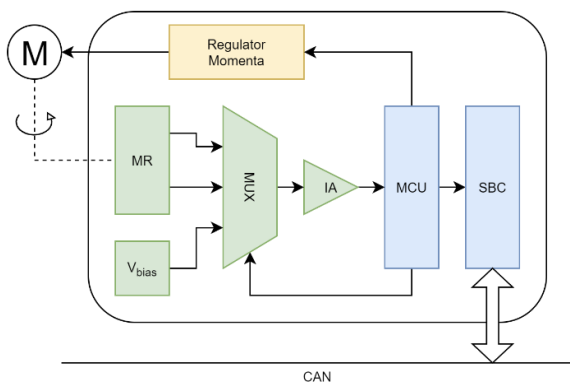 M
Regulator
Momenta
MR
MUX
IA
MCU
SBC
Vbias
CAN